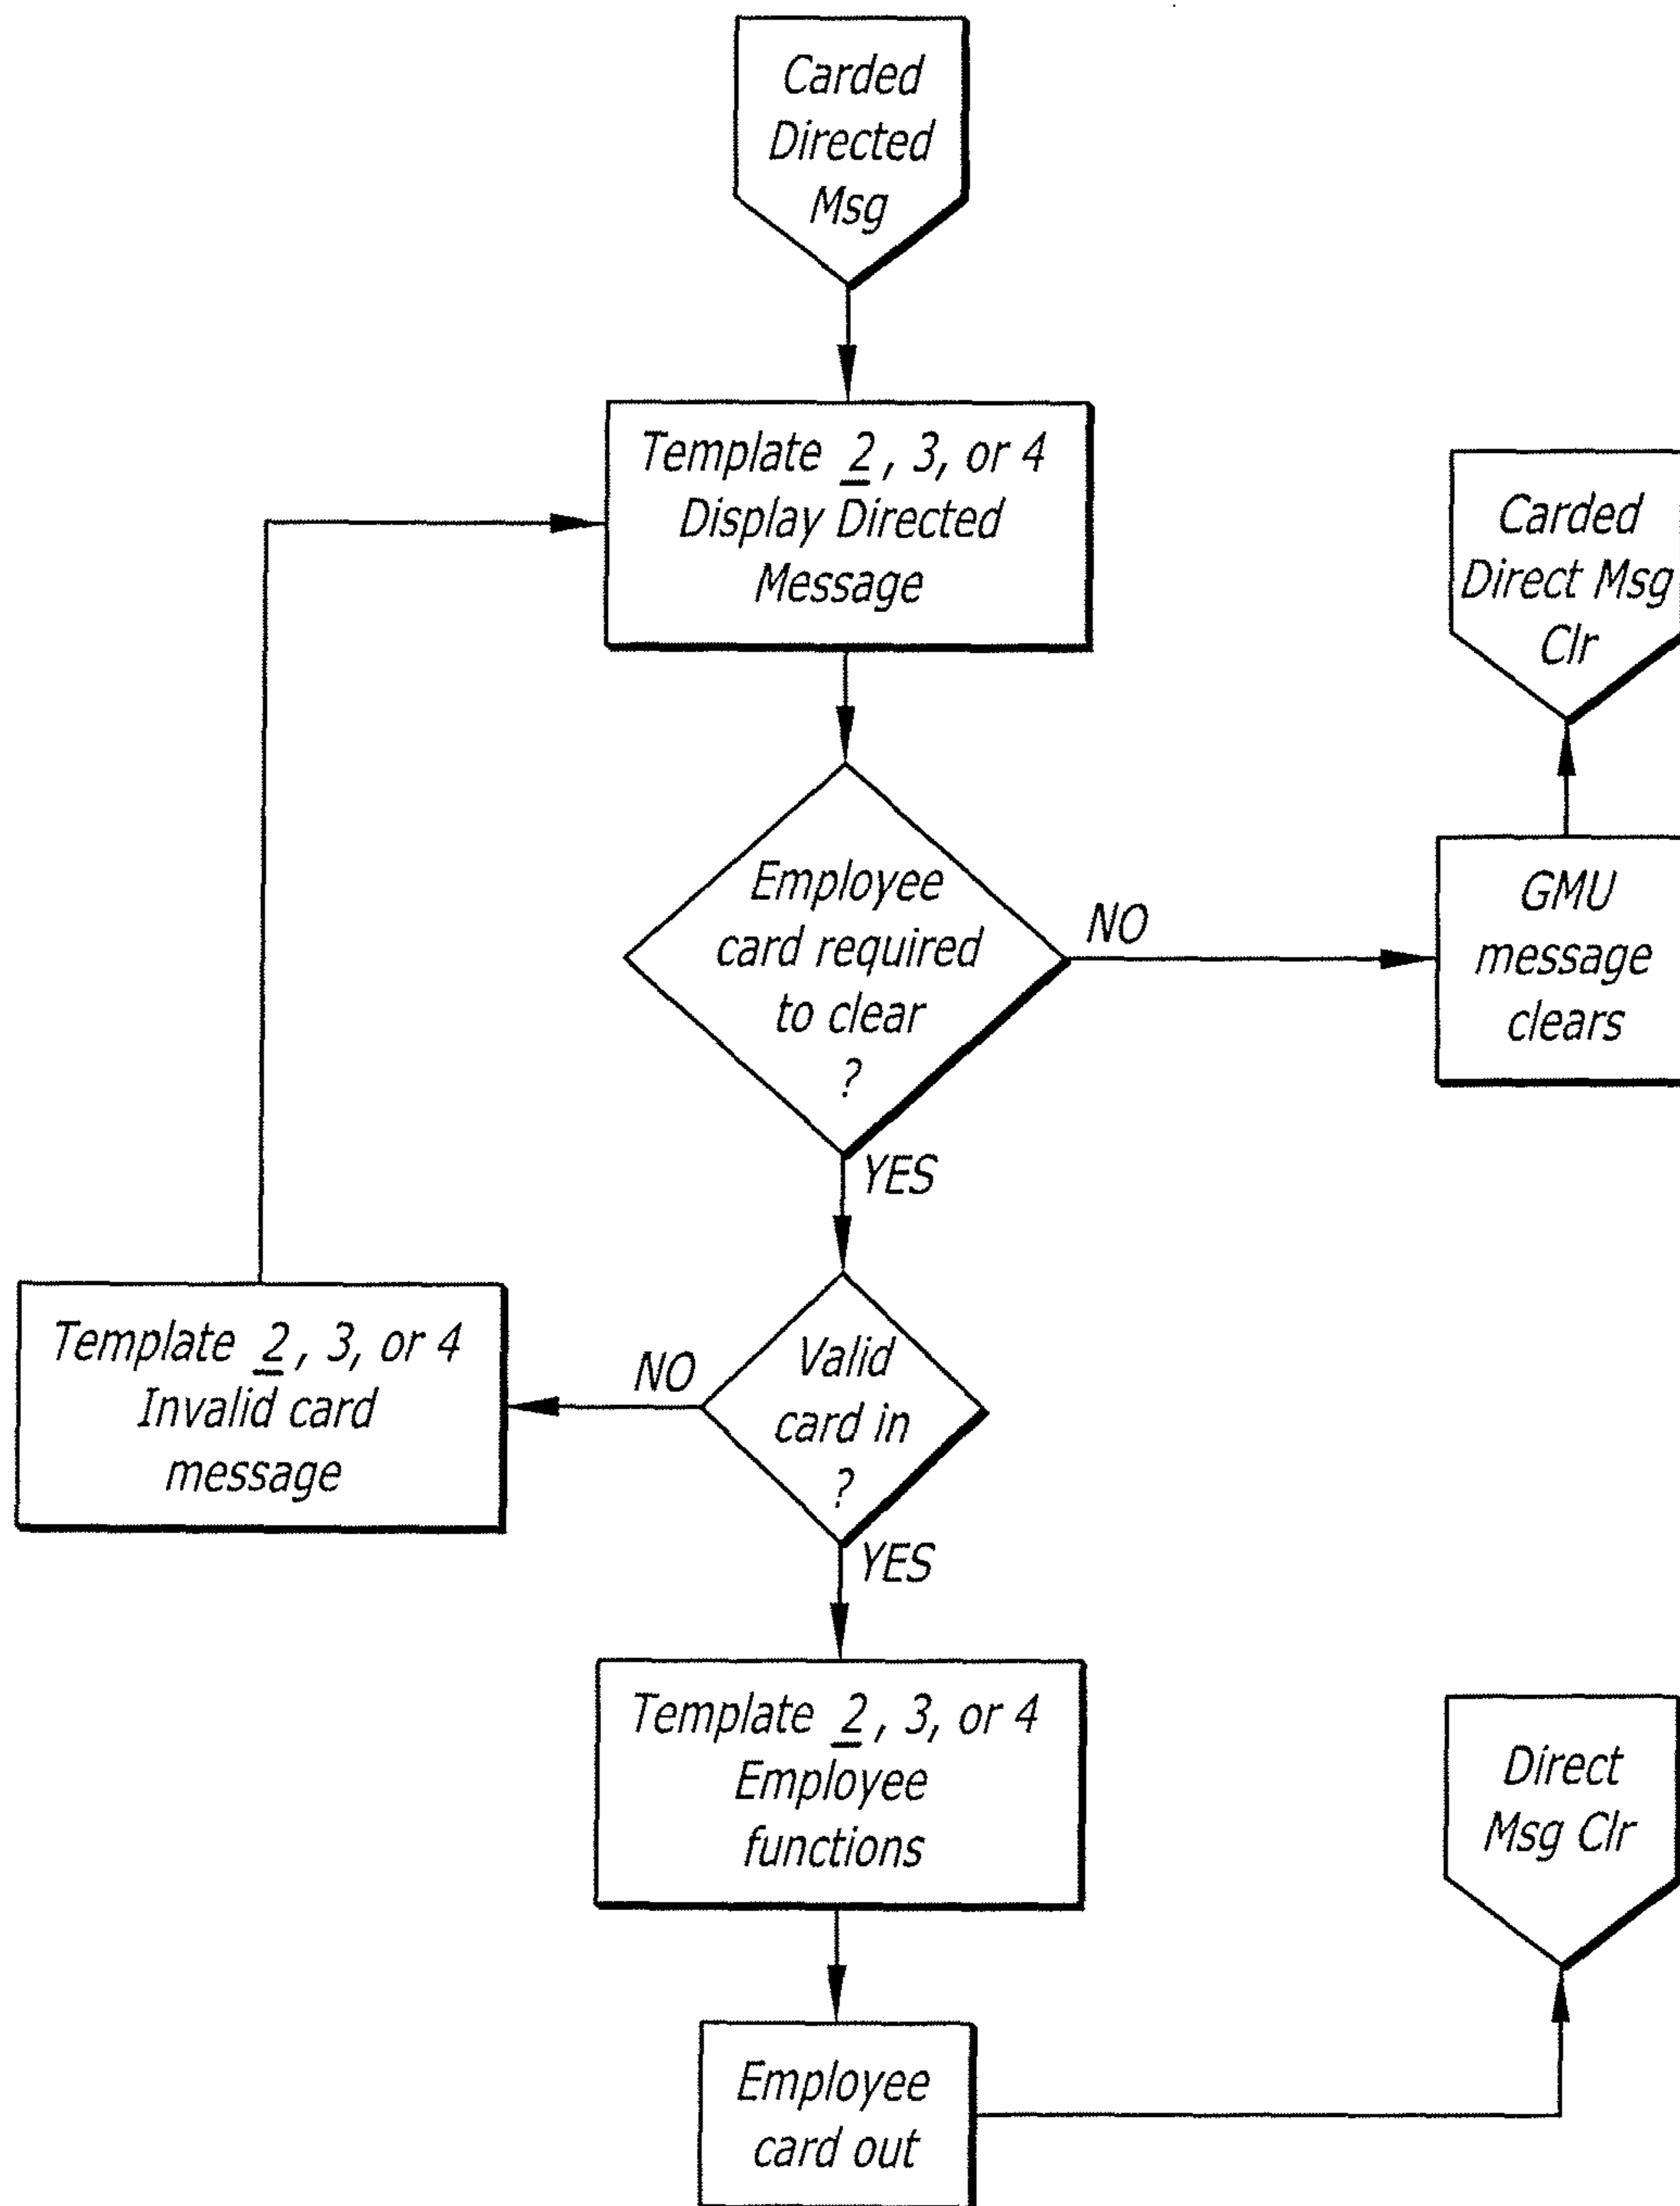 Carded
Directed
Msg
Template 2, 3, or 4
Display Directed
Message
Carded
Direct Msg
Clr
Employee
card required
to clear
?
NO
GMU
message
clears
YES
Template 2, 3, or 4
Invalid card
message
NO
Valid
card in
?
YES
Template 2, 3, or 4
Employee
functions
Direct
Msg Clr
Employee
card out